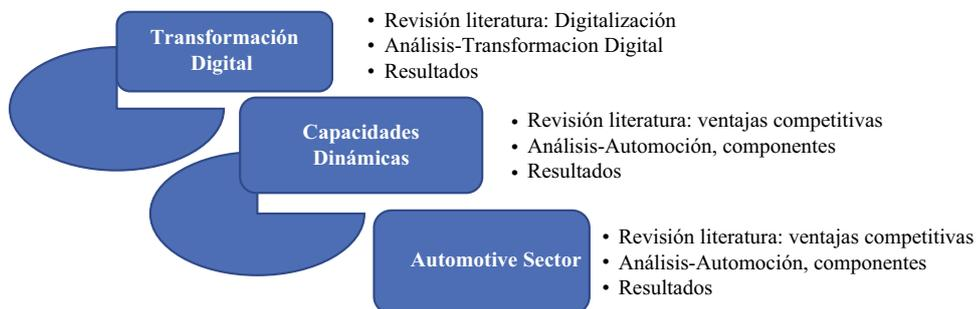 Transformación
Digital
• Revisión literatura: Digitalización
• Análisis-Transformacion Digital
• Resultados
Capacidades
Dinámicas
• Revisión literatura: ventajas competitivas
• Análisis-Automoción, componentes
• Resultados
Automotive Sector
• Revisión literatura: ventajas competitivas
• Análisis-Automoción, componentes
• Resultados